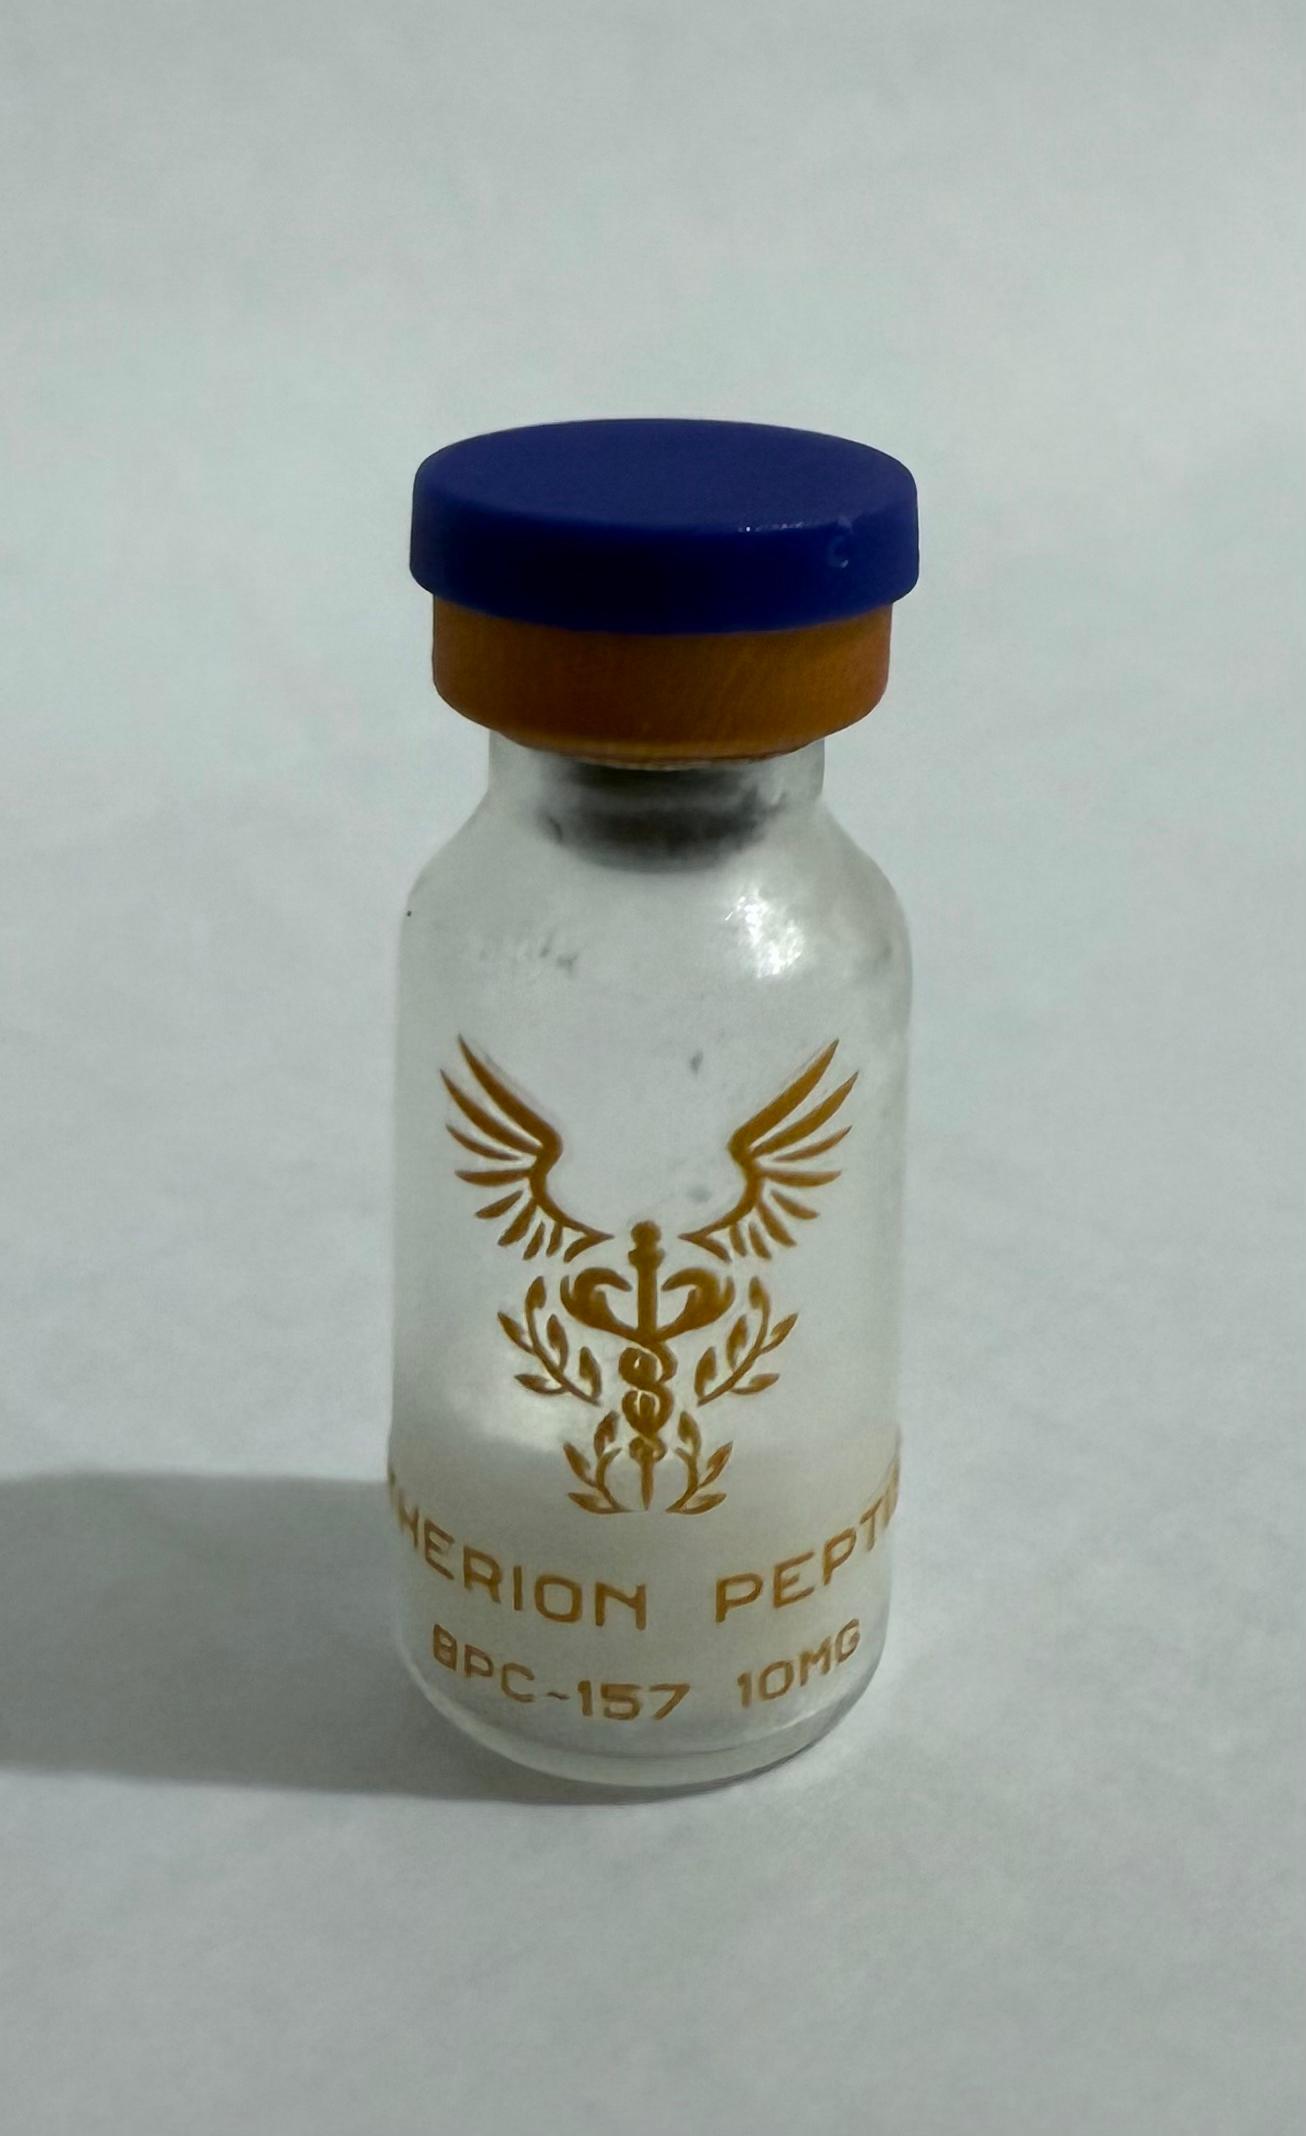 HERION PEPTI
BPC-157 10MG